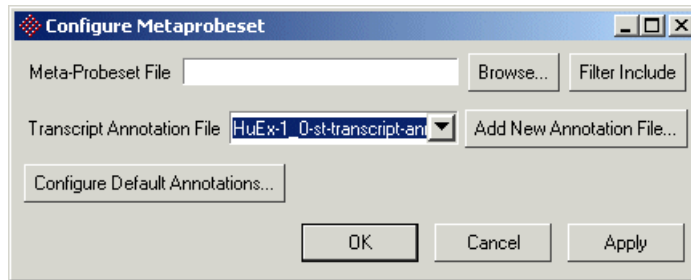 Configure Metaprobeset
Meta-Probeset File Browse... Filter Include
Transcript Annotation File HuEx-1_0-st-transcript-ann Add New Annotation File...
Configure Default Annotations...
OK Cancel Apply